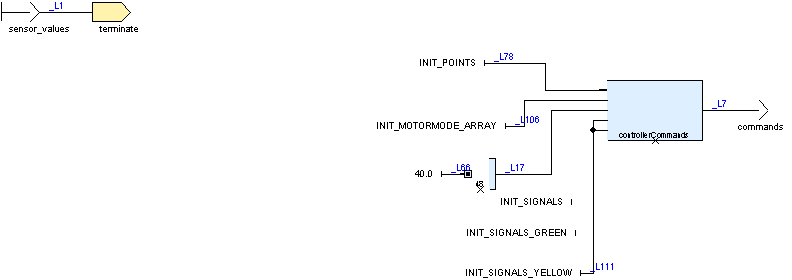 _L1
sensor_values
terminate
INIT_POINTS
_L78
_L7
INIT_MOTORMODE_ARRAY
_L106
controllerCommands
commands
40.0
_L66
_L17
INIT_SIGNALS
INIT_SIGNALS_GREEN
INIT_SIGNALS_YELLOW
_L111